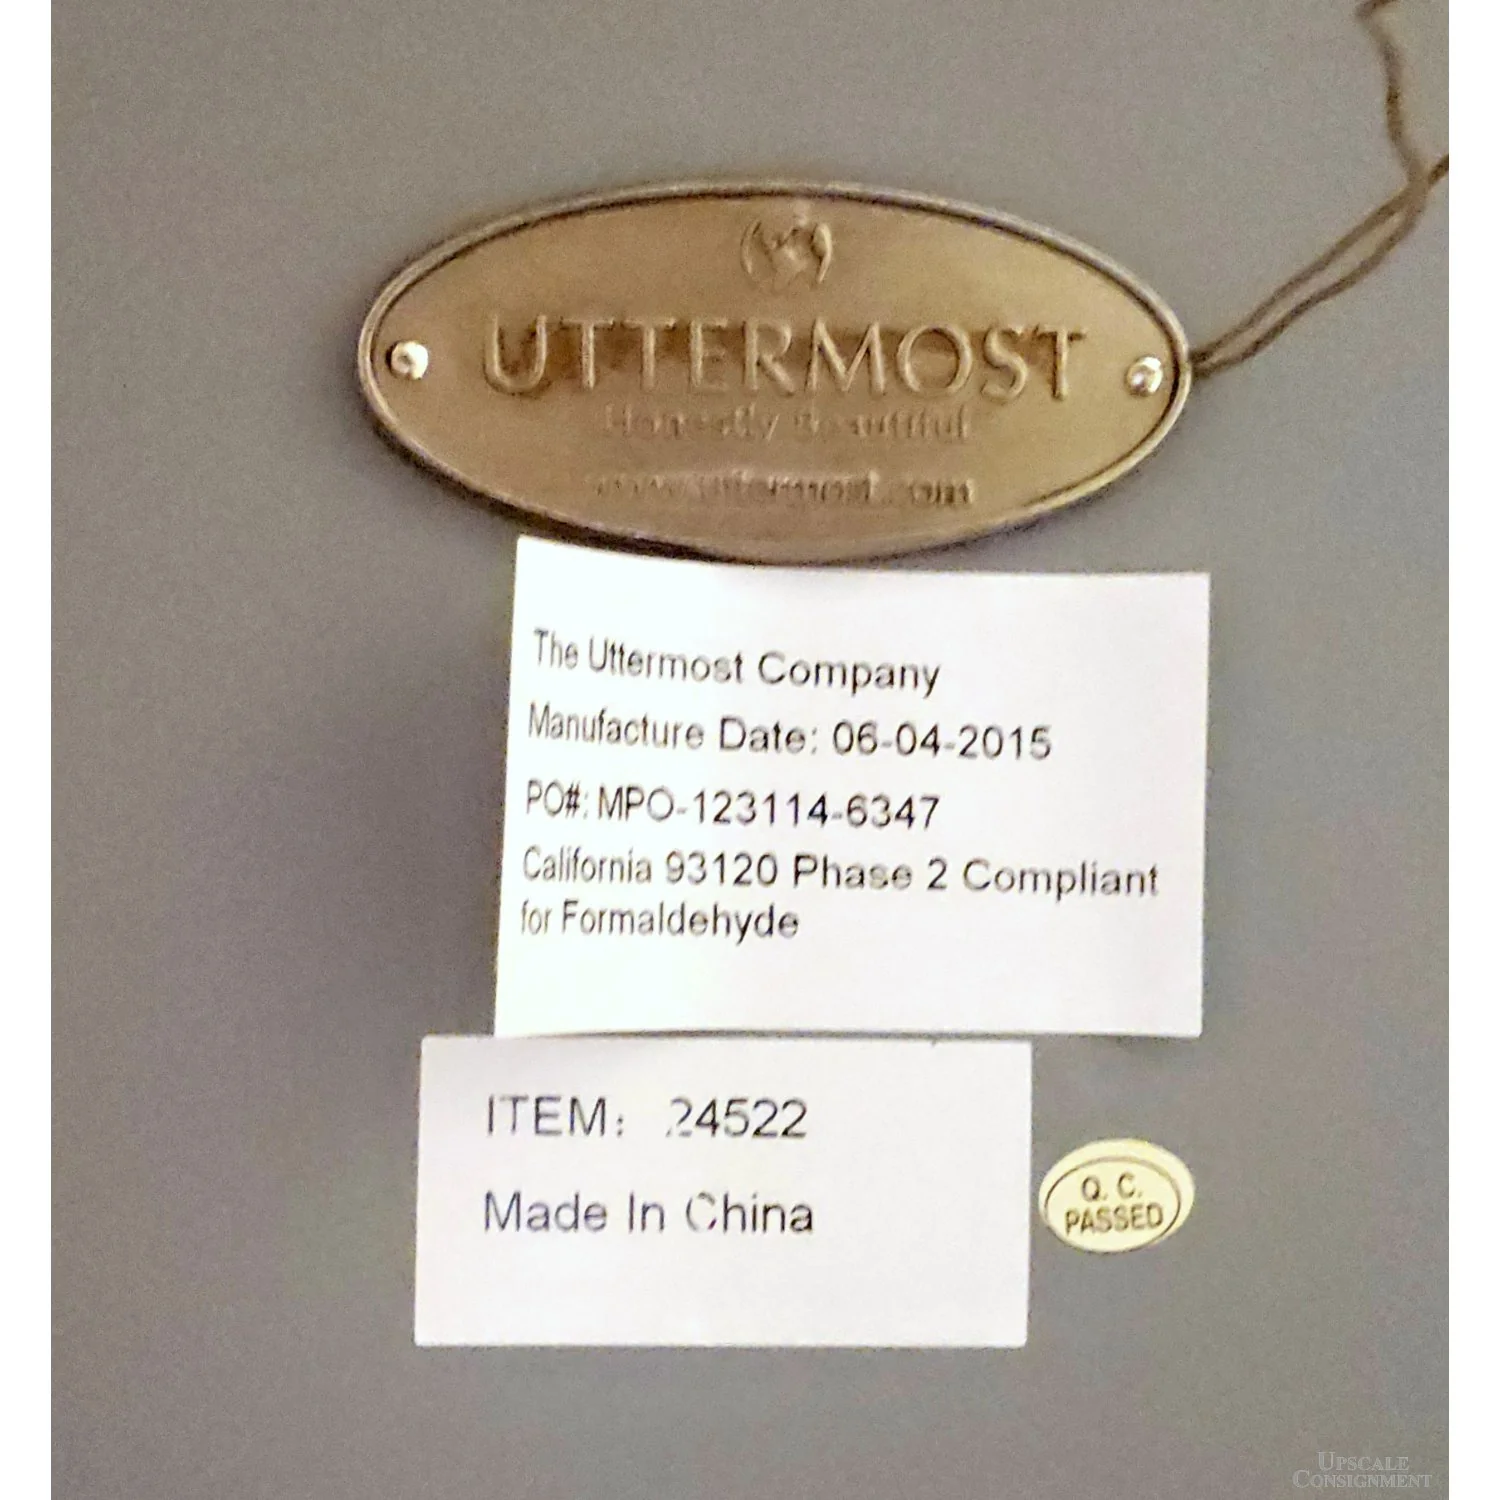 UTTERMOST
Honestly Beautiful
www.uttermost.com
The Uttermost Company
Manufacture Date: 06-04-2015
PO#: MPO-123114-6347
California 93120 Phase 2 Compliant
for Formaldehyde
ITEM: 24522
Made In China
Q. C.
PASSED
UPSCALE
CONSIGNMENT